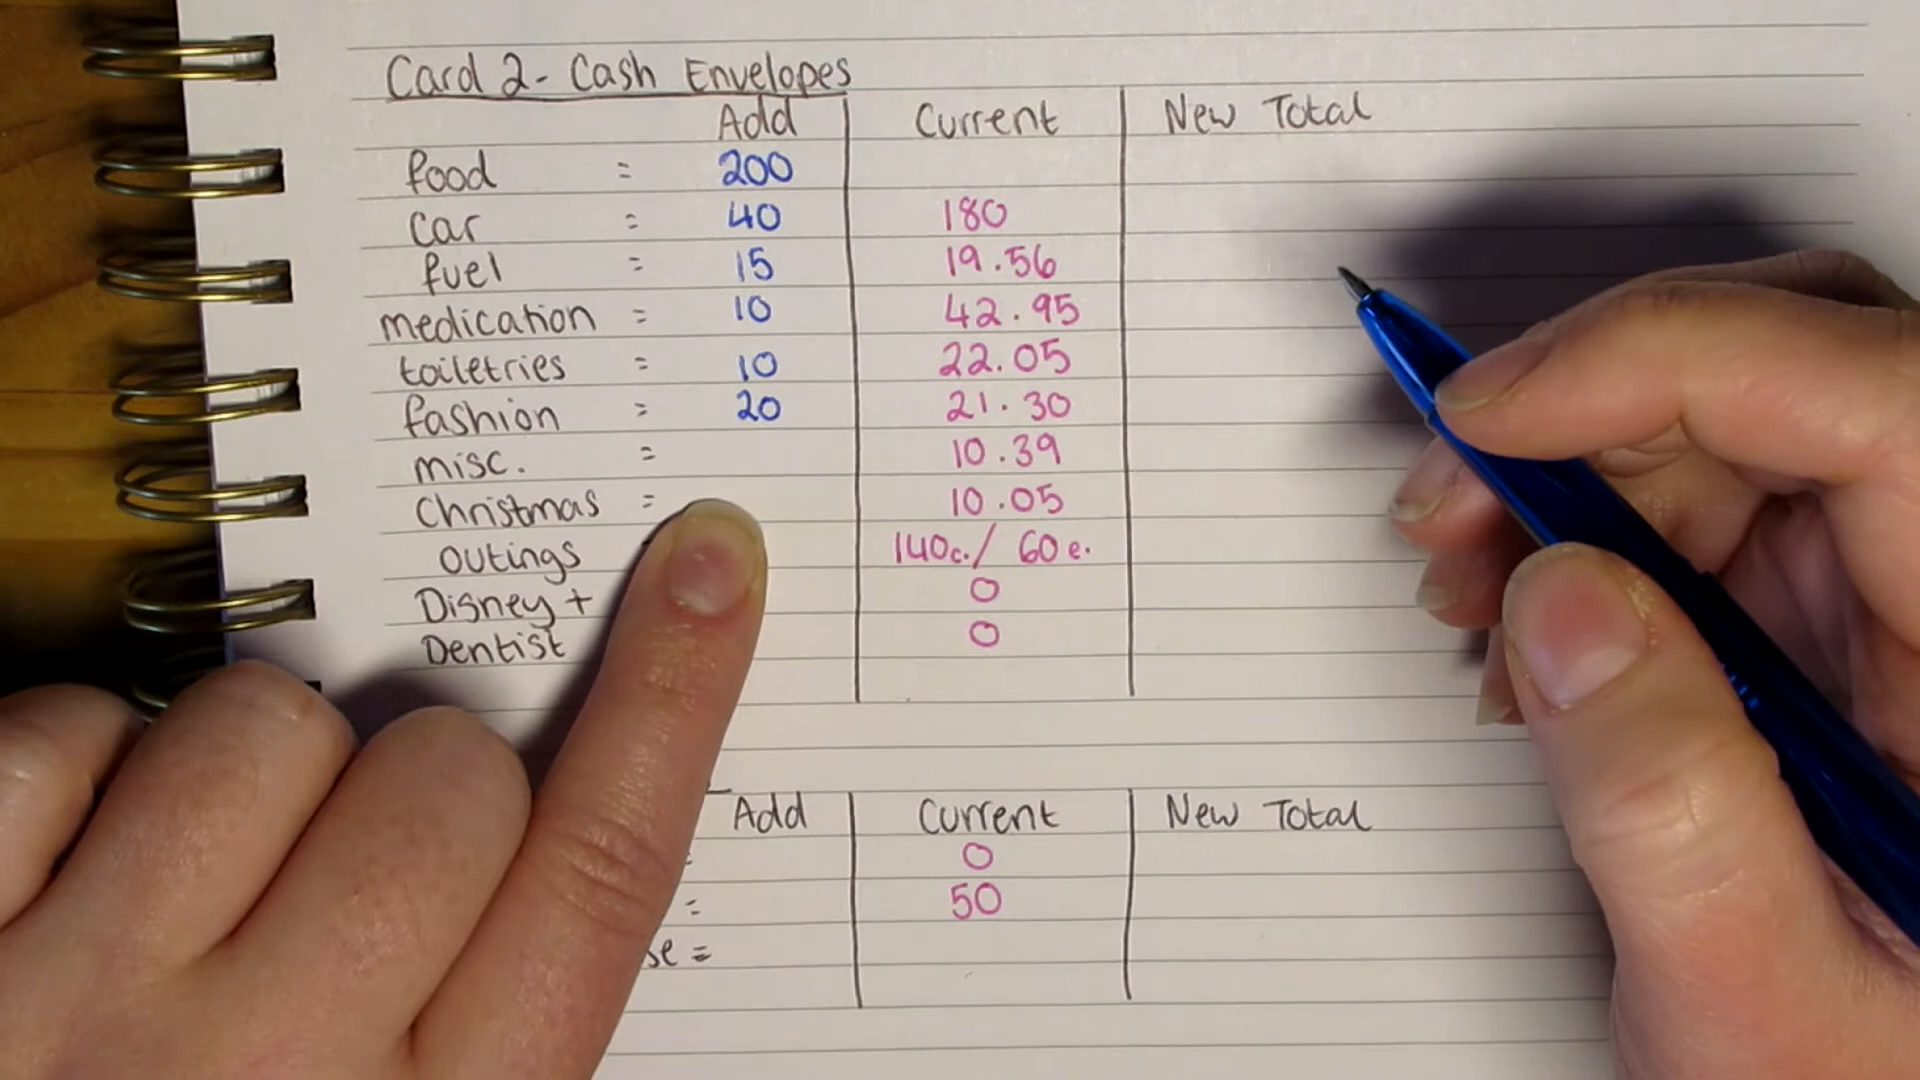 Card 2 - Cash Envelopes
Add Current New Total
food = 200
Car = 40 180
fuel = 15 19.56
medication = 10 42.95
toiletries = 10 22.05
fashion = 20 21.30
misc. = 10.39
Christmas = 10.05
outings 140c./ 60e.
Disney + 0
Dentist 0
Add Current New Total
= 0
= 50
se =